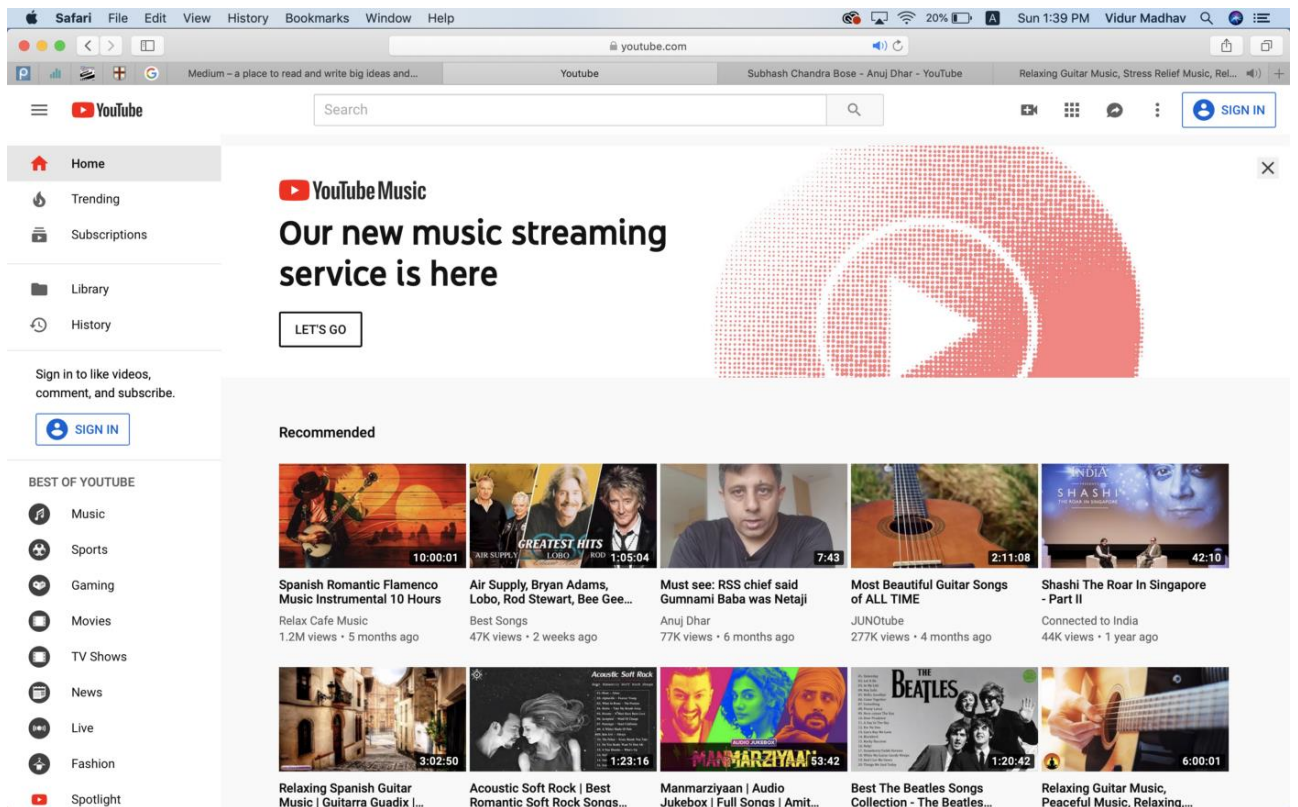 Safari File Edit View History Bookmarks Window Help 20% A Sun 1:39 PM Vidur Madhav
youtube.com
Medium – a place to read and write big ideas and... Youtube Subhash Chandra Bose - Anuj Dhar - YouTube Relaxing Guitar Music, Stress Relief Music, Rel...
YouTube Search SIGN IN
Home
Trending
Subscriptions
Library
History
Sign in to like videos,
comment, and subscribe.
SIGN IN
BEST OF YOUTUBE
Music
Sports
Gaming
Movies
TV Shows
News
Live
Fashion
Spotlight
YouTube Music
Our new music streaming
service is here
LET'S GO
Recommended
10:00:01
Spanish Romantic Flamenco
Music Instrumental 10 Hours
Relax Cafe Music
1.2M views • 5 months ago
GREATEST HITS
AIR SUPPLY LOBO ROD 1:05:04
Air Supply, Bryan Adams,
Lobo, Rod Stewart, Bee Gee...
Best Songs
47K views • 2 weeks ago
7:43
Must see: RSS chief said
Gumnami Baba was Netaji
Anuj Dhar
77K views • 6 months ago
2:11:08
Most Beautiful Guitar Songs
of ALL TIME
JUNOtube
277K views • 4 months ago
INDIA
SHASHI
THE ROAR IN SINGAPORE
42:10
Shashi The Roar In Singapore
- Part II
Connected to India
44K views • 1 year ago
3:02:50
Relaxing Spanish Guitar
Music | Guitarra Guadix |...
Acoustic Soft Rock
1:23:16
Acoustic Soft Rock | Best
Romantic Soft Rock Songs...
AUDIO JUKEBOX
MANMARZIYAAN 53:42
Manmarziyaan | Audio
Jukebox | Full Songs | Amit...
THE
BEATLES
1:20:42
Best The Beatles Songs
Collection - The Beatles...
6:00:01
Relaxing Guitar Music,
Peaceful Music, Relaxing...